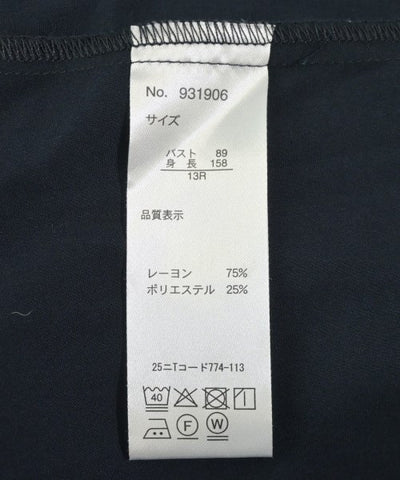 No. 931906
サイズ
バスト 89
身 長 158
13R
品質表示
レーヨン 75%
ポリエステル 25%
25ニTコード774-113
40
F W